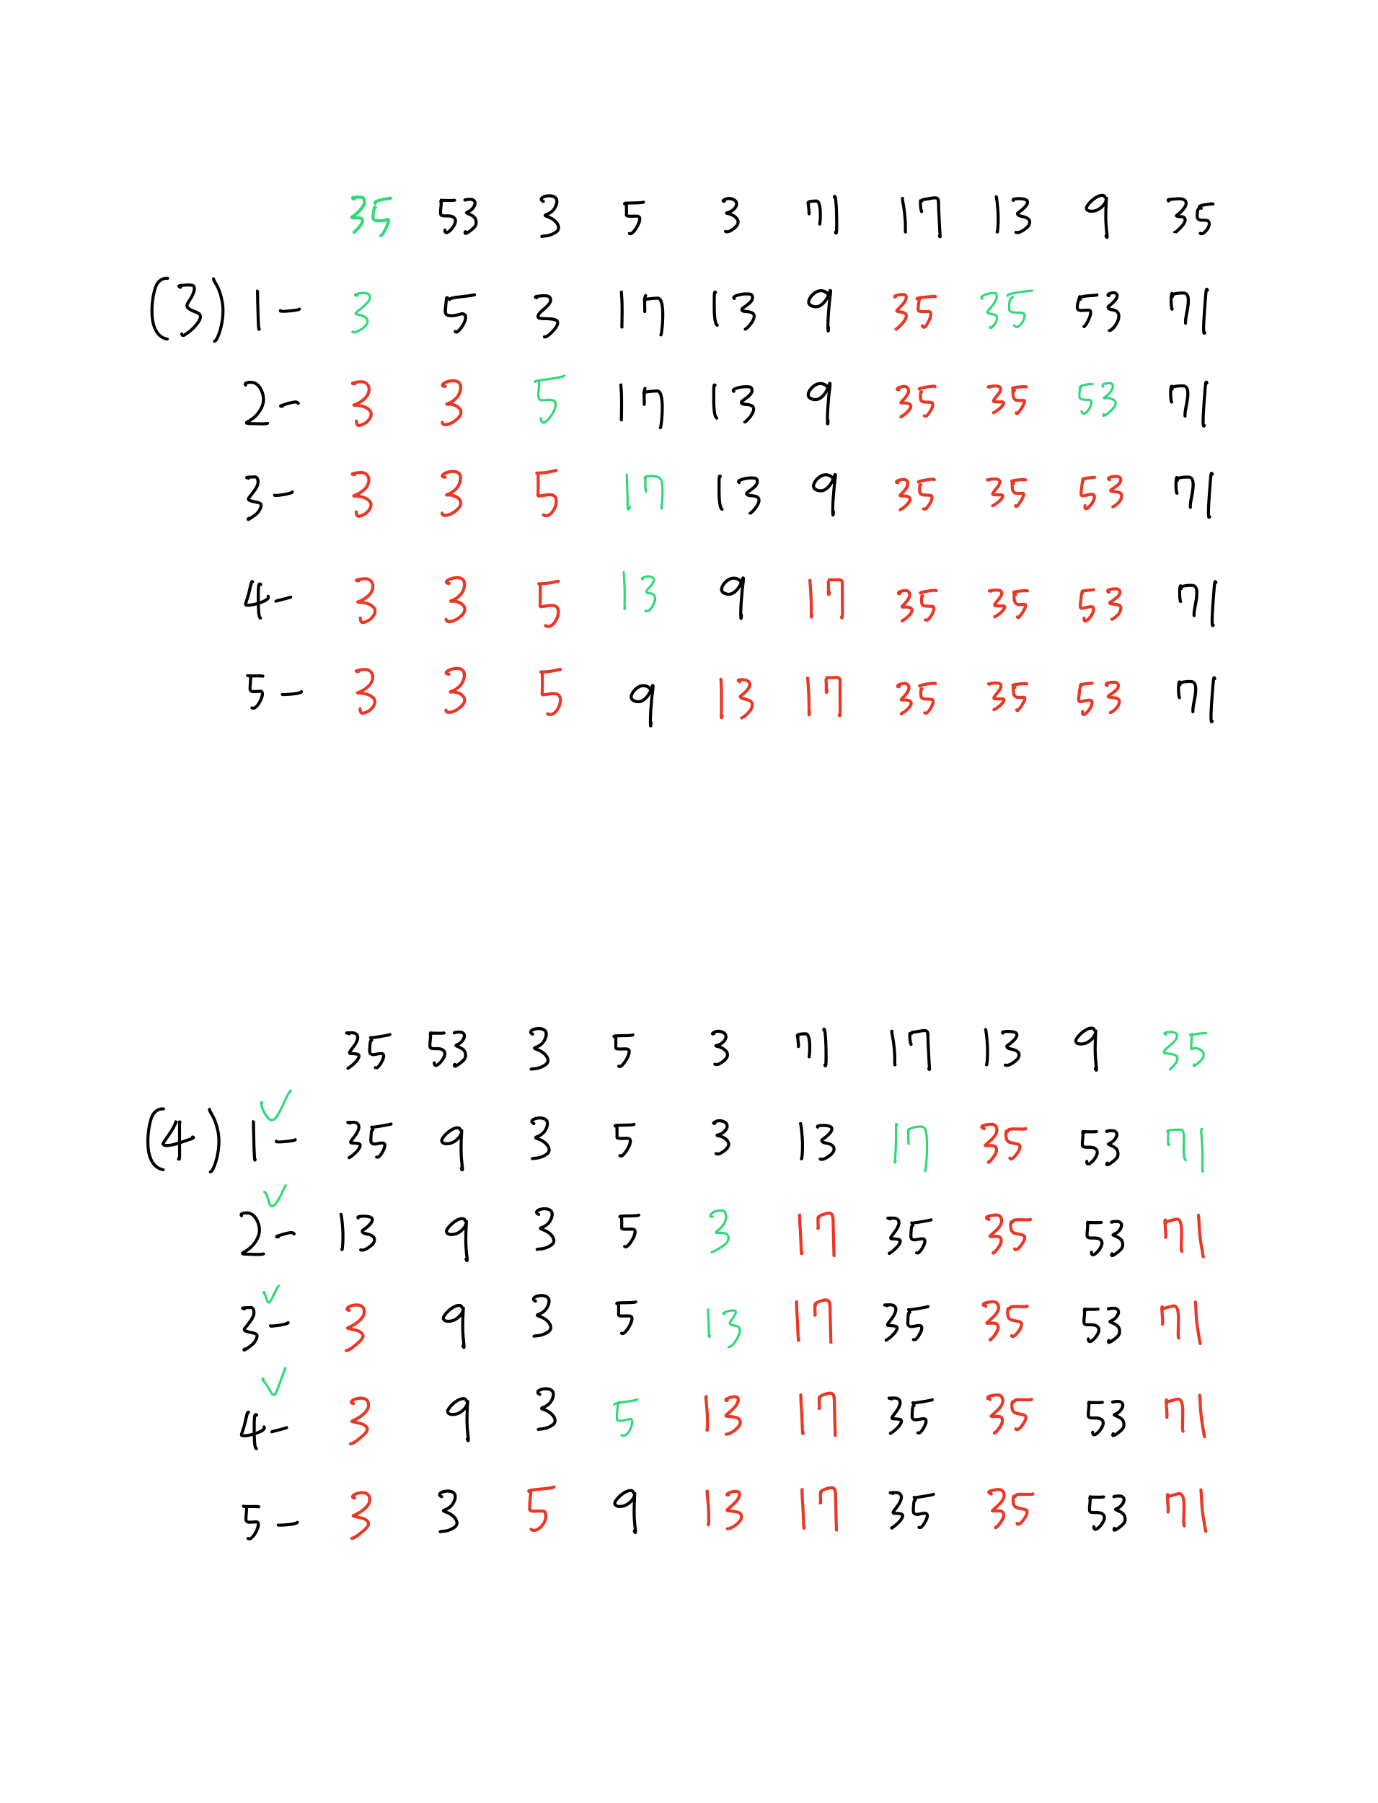 35 53 3 5 3 71 17 13 9 35
(3) 1- 3 5 3 17 13 9 35 35 53 71
2- 3 3 5 17 13 9 35 35 53 71
3- 3 3 5 17 13 9 35 35 53 71
4- 3 3 5 13 9 17 35 35 53 71
5- 3 3 5 9 13 17 35 35 53 71
35 53 3 5 3 71 17 13 9 35
(4) 1- 35 9 3 5 3 13 17 35 53 71
2- 13 9 3 5 3 17 35 35 53 71
3- 3 9 3 5 13 17 35 35 53 71
4- 3 9 3 5 13 17 35 35 53 71
5- 3 3 5 9 13 17 35 35 53 71